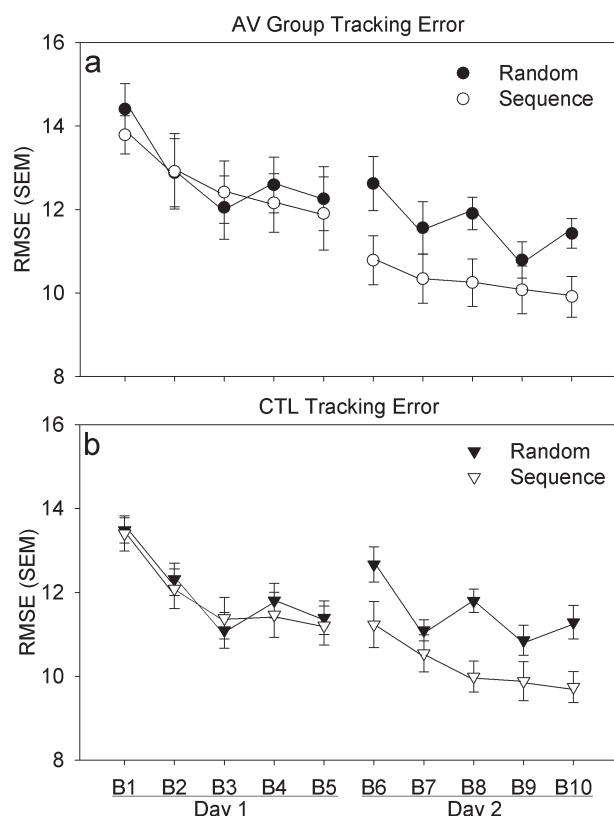 AV Group Tracking Error
a
Random
Sequence
16
14
12
10
8
RMSE (SEM)
CTL Tracking Error
b
Random
Sequence
16
14
12
10
8
RMSE (SEM)
B1 B2 B3 B4 B5 B6 B7 B8 B9 B10
Day 1 Day 2